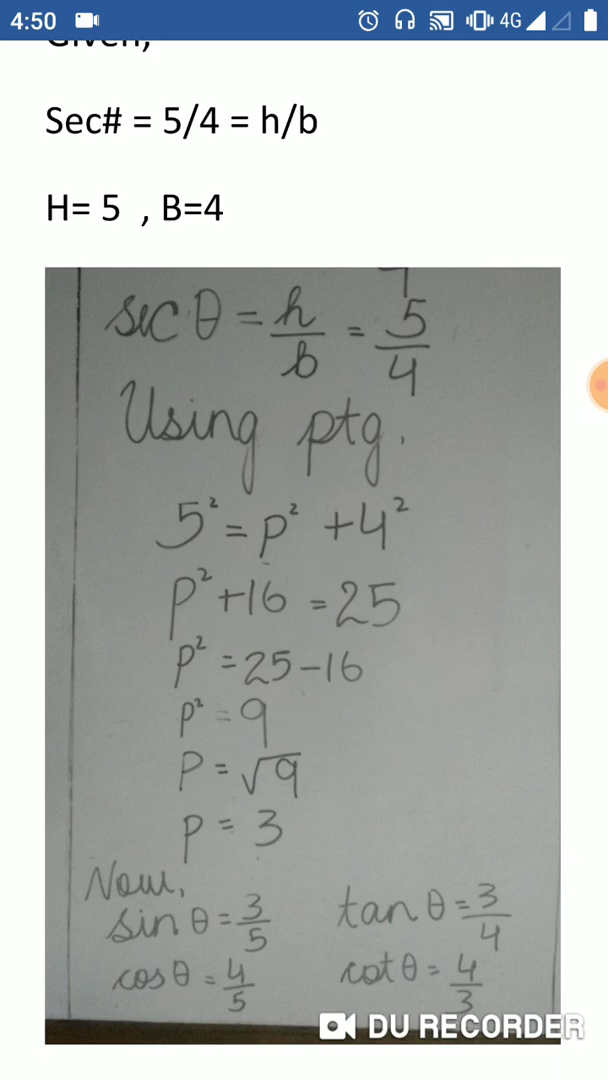 4:50 4G
Given,
Sec# = 5/4 = h/b
H= 5 , B=4
sec θ = h/b = 5/4
Using ptg.
5² = p² + 4²
p² + 16 = 25
p² = 25 - 16
p² = 9
P = √9
p = 3
Now,
sin θ = 3/5 tan θ = 3/4
cos θ = 4/5 cot θ = 4/3
DU RECORDER